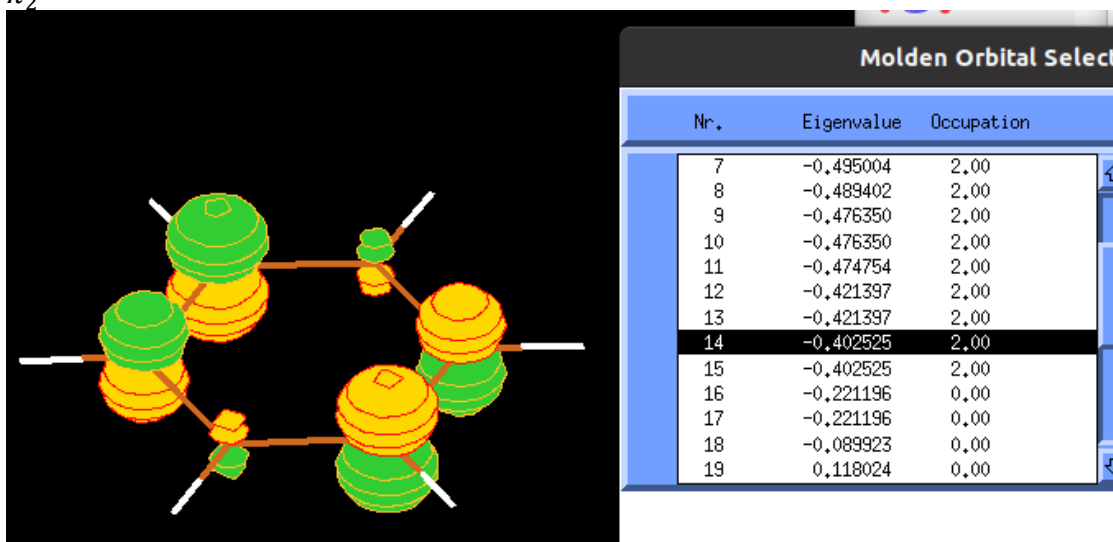 Molden Orbital Select
Nr. Eigenvalue Occupation
7 -0.495004 2.00
8 -0.489402 2.00
9 -0.476350 2.00
10 -0.476350 2.00
11 -0.474754 2.00
12 -0.421397 2.00
13 -0.421397 2.00
14 -0.402525 2.00
15 -0.402525 2.00
16 -0.221196 0.00
17 -0.221196 0.00
18 -0.089923 0.00
19 0.118024 0.00